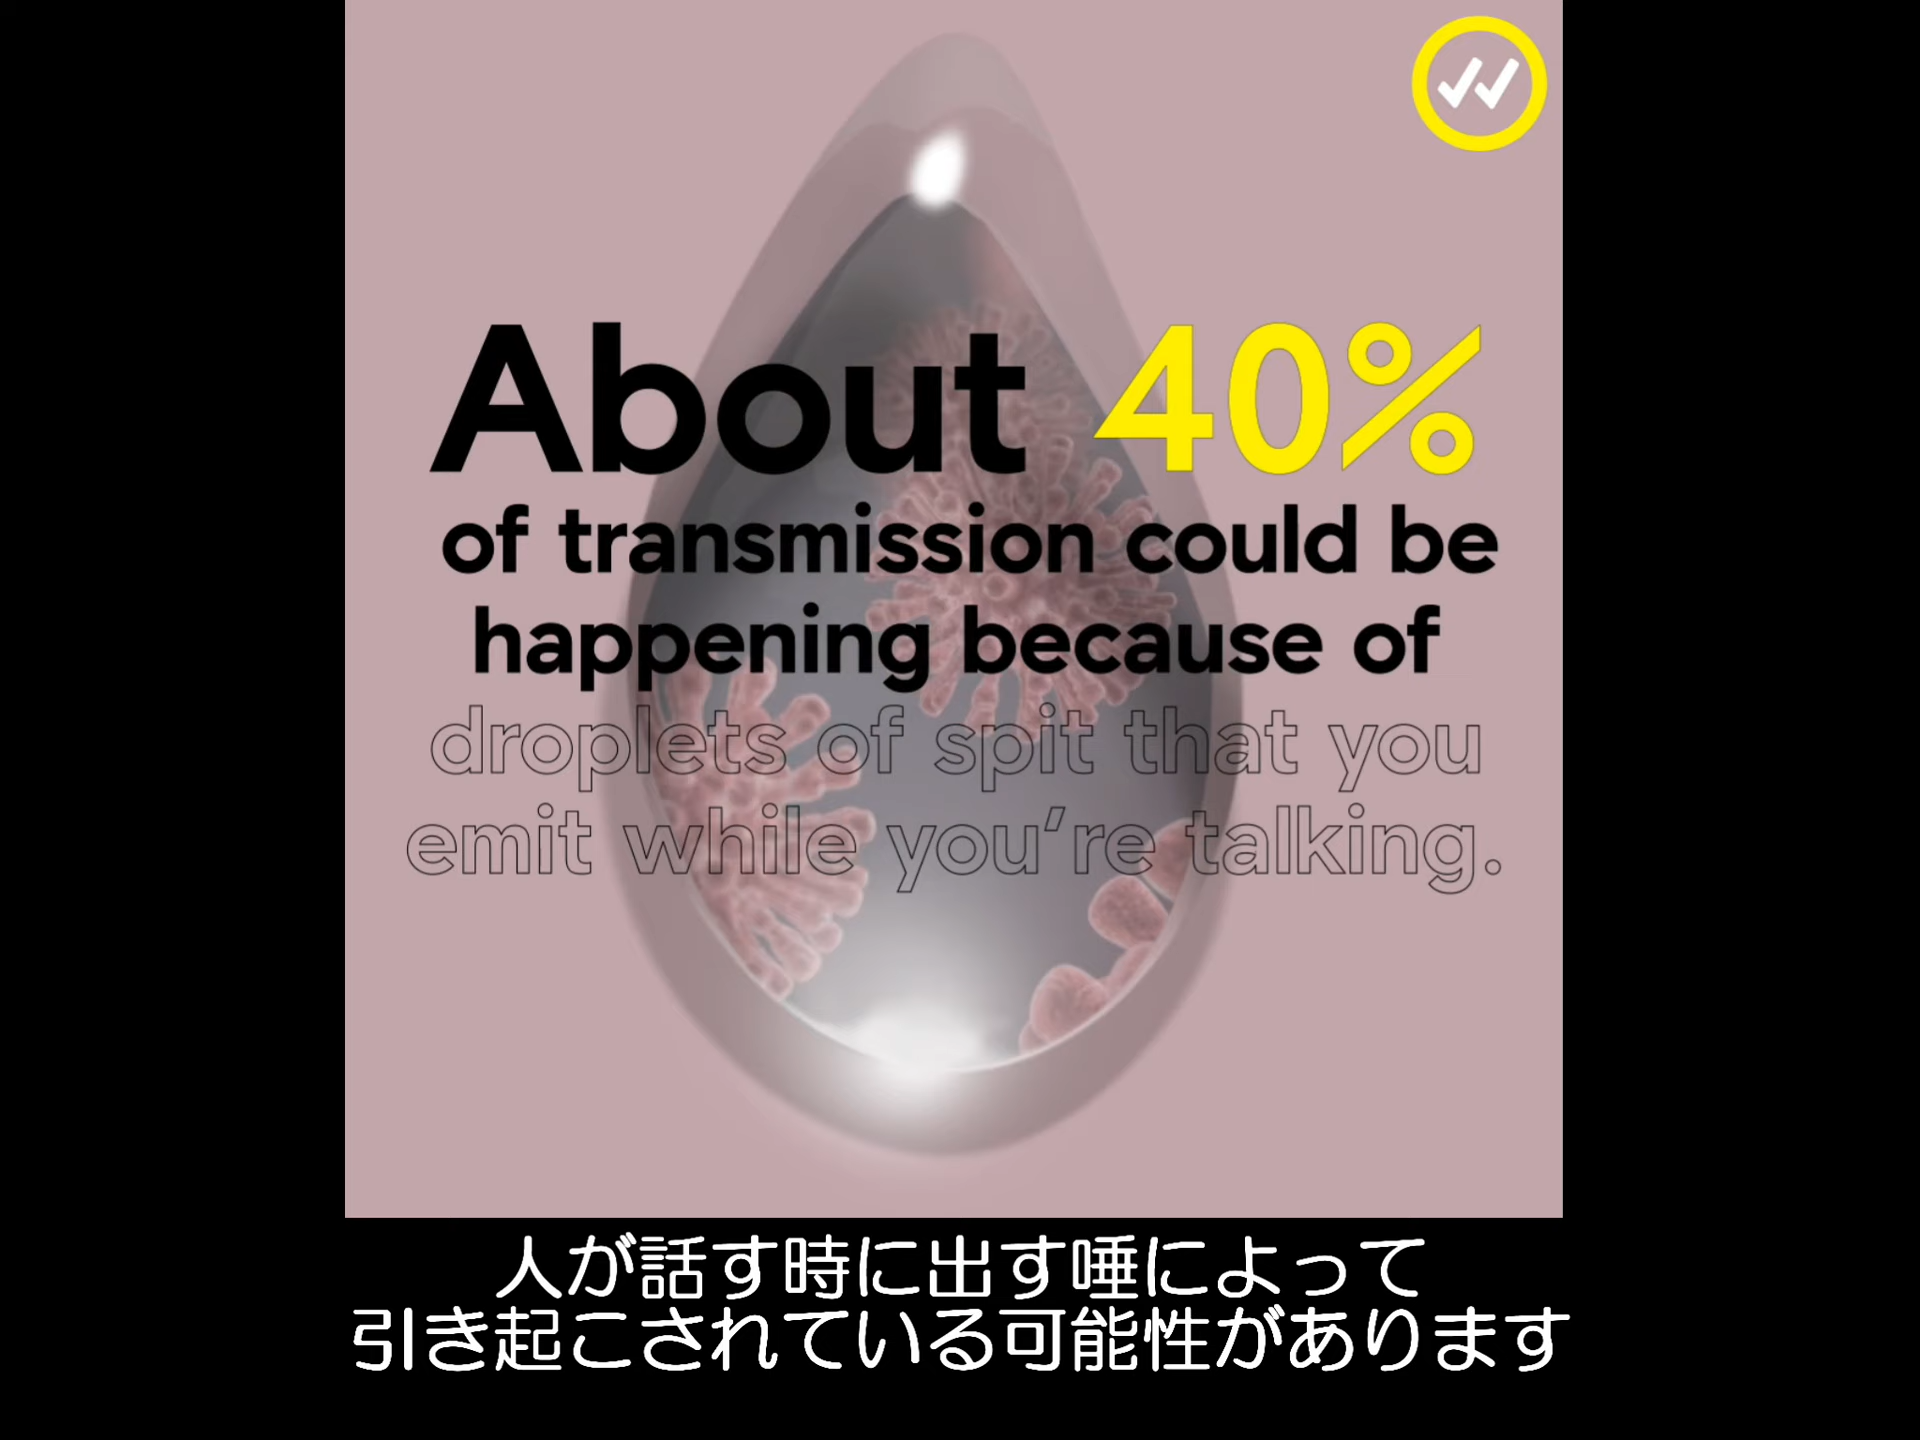 About 40%
of transmission could be
happening because of
droplets of spit that you
emit while you’re talking.
人が話す時に出す唾によって
引き起こされている可能性があります